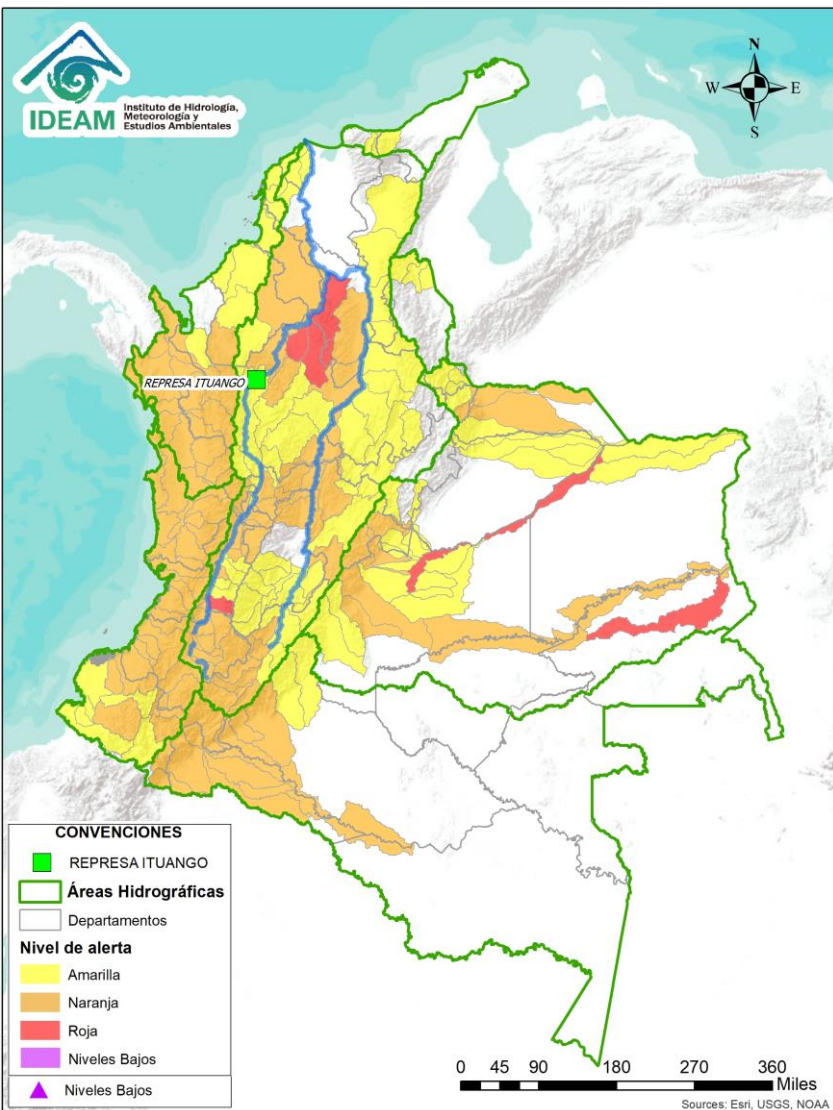 IDEAM
Instituto de Hidrología,
Meteorología y
Estudios Ambientales
N
W
E
S
REPRESA ITUANGO
CONVENCIONES
REPRESA ITUANGO
Áreas Hidrográficas
Departamentos
Nivel de alerta
Amarilla
Naranja
Roja
Niveles Bajos
Niveles Bajos
0 45 90 180 270 360
Miles
Sources: Esri, USGS, NOAA